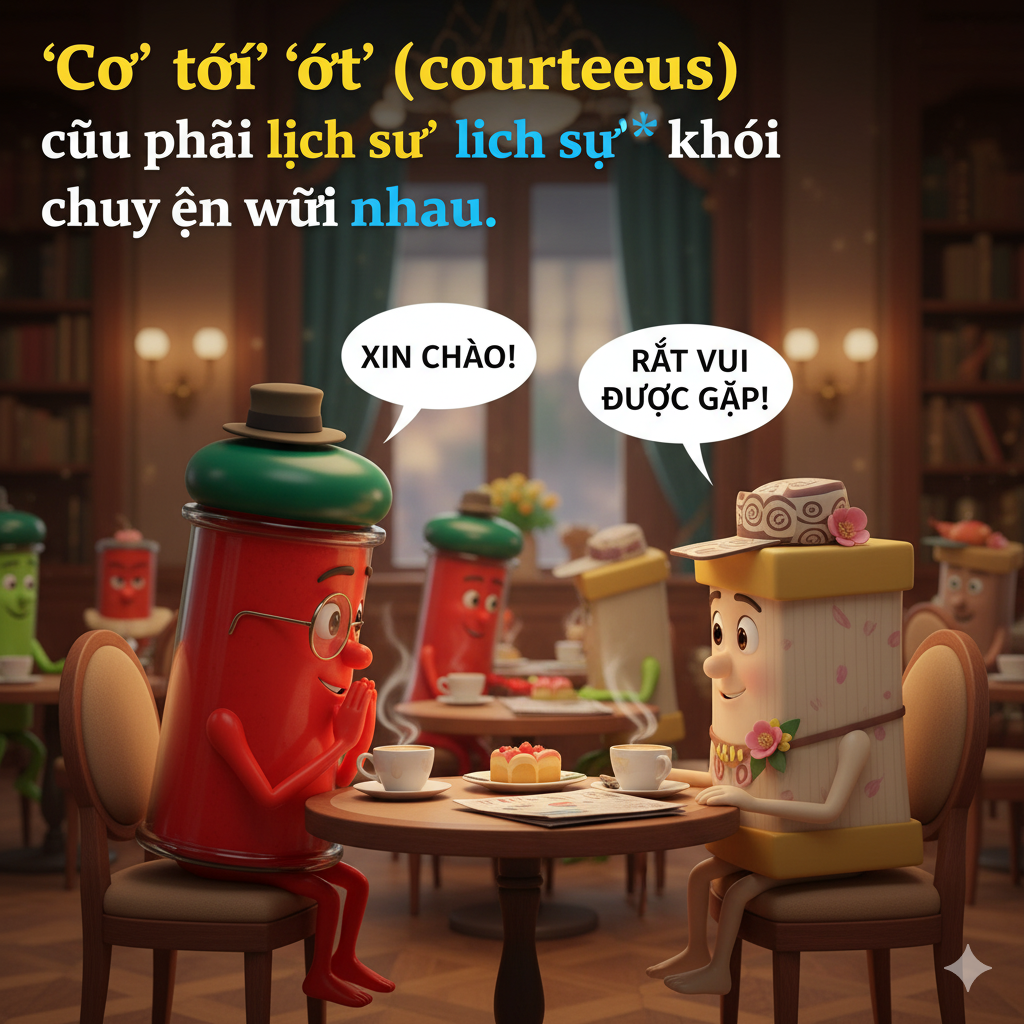 ‘Cơ’ tới’ ‘ớt’ (courteeus)
cũu phãi lịch sư’ lich sự’* khói
chuy ện wữi nhau.
XIN CHÀO!
RẮT VUI
ĐƯỢC GẶP!